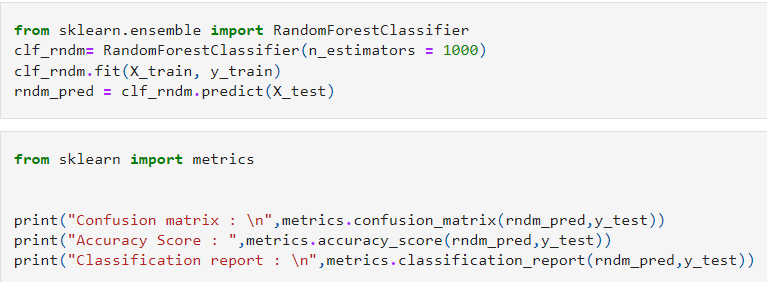 from sklearn.ensemble import RandomForestClassifier
clf_rndm= RandomForestClassifier(n_estimators = 1000)
clf_rndm.fit(X_train, y_train)
rndm_pred = clf_rndm.predict(X_test)
from sklearn import metrics
print("Confusion matrix : \n",metrics.confusion_matrix(rndm_pred,y_test))
print("Accuracy Score : ",metrics.accuracy_score(rndm_pred,y_test))
print("Classification report : \n",metrics.classification_report(rndm_pred,y_test))